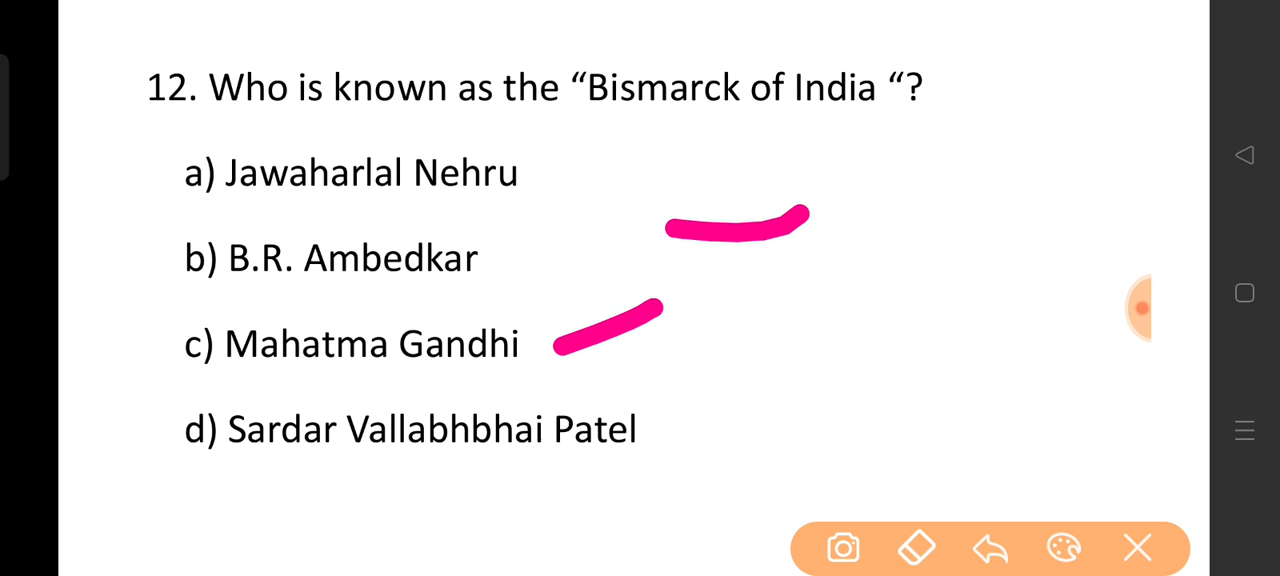 12. Who is known as the “Bismarck of India “?
a) Jawaharlal Nehru
b) B.R. Ambedkar
c) Mahatma Gandhi
d) Sardar Vallabhbhai Patel